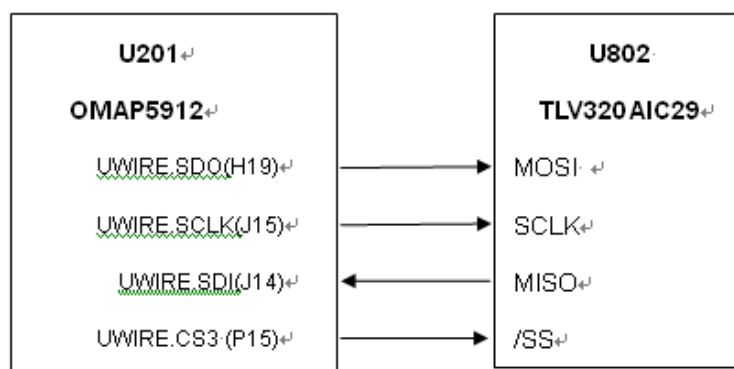 U201
OMAP5912
UWIRE.SDO(H19)
UWIRE.SCLK(J15)
UWIRE.SDI(J14)
UWIRE.CS3 (P15)
U802
TLV320AIC29
MOSI
SCLK
MISO
/SS